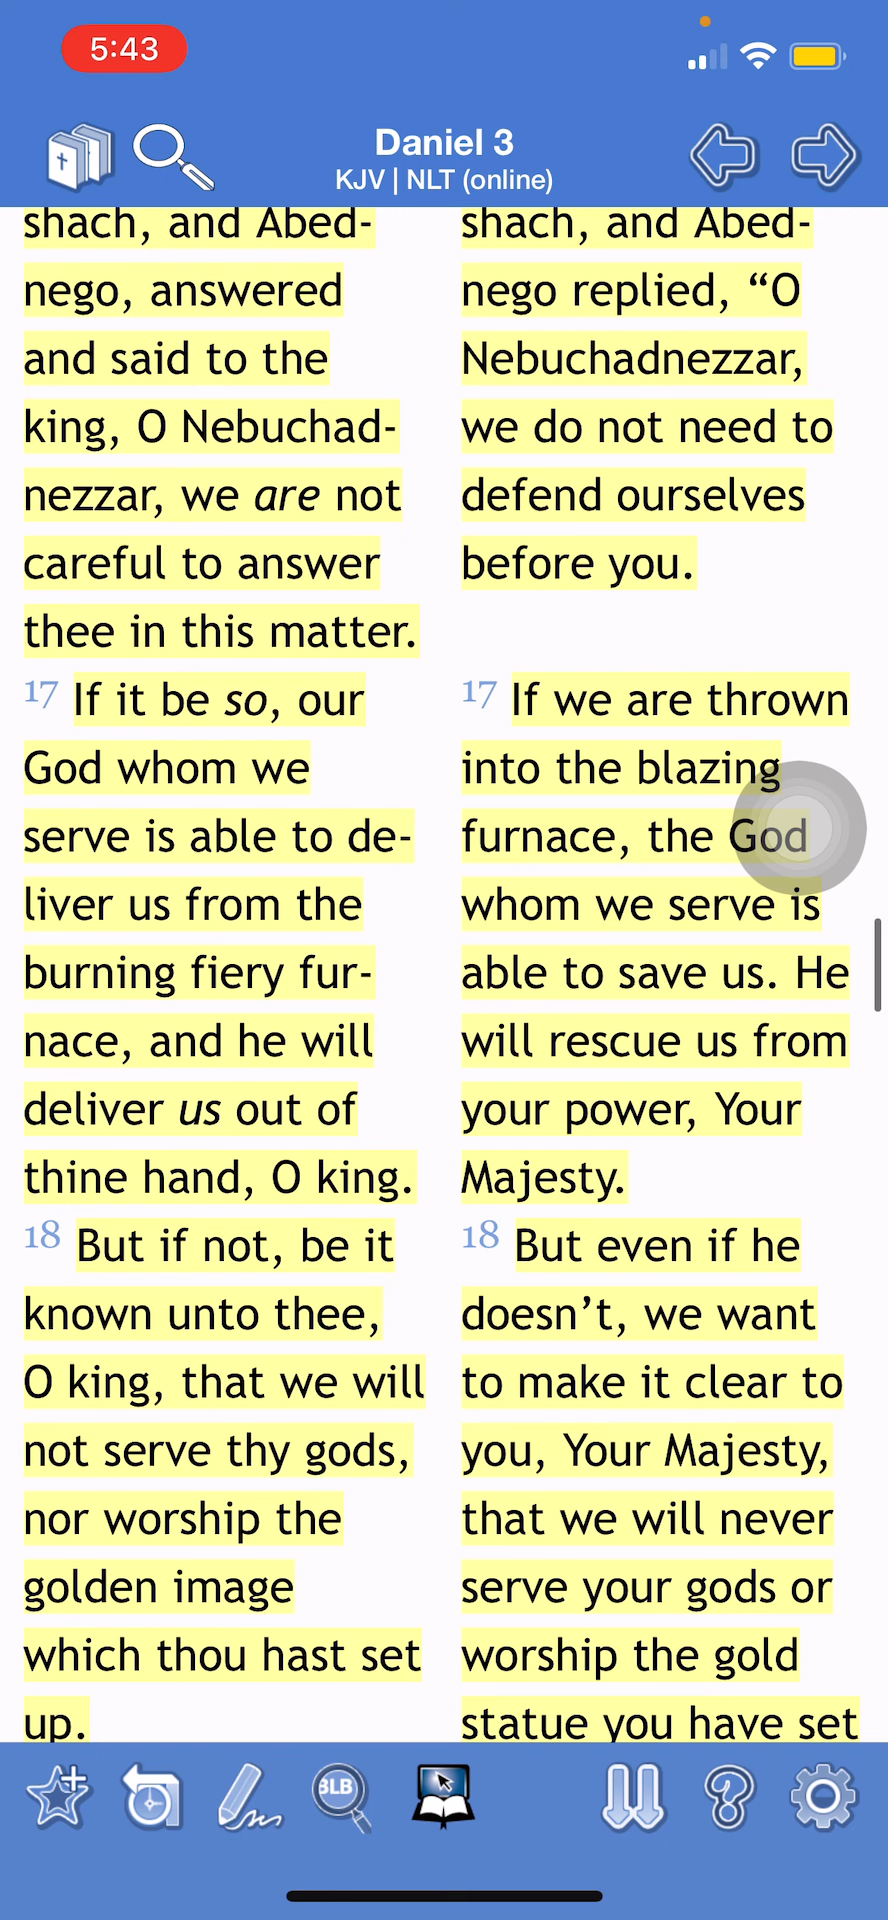 5:43
Daniel 3
KJV | NLT (online)
shach, and Abed-
nego, answered
and said to the
king, O Nebuchad-
nezzar, we are not
careful to answer
thee in this matter.
17 If it be so, our
God whom we
serve is able to de-
liver us from the
burning fiery fur-
nace, and he will
deliver us out of
thine hand, O king.
18 But if not, be it
known unto thee,
O king, that we will
not serve thy gods,
nor worship the
golden image
which thou hast set
up.
shach, and Abed-
nego replied, “O
Nebuchadnezzar,
we do not need to
defend ourselves
before you.
17 If we are thrown
into the blazing
furnace, the God
whom we serve is
able to save us. He
will rescue us from
your power, Your
Majesty.
18 But even if he
doesn’t, we want
to make it clear to
you, Your Majesty,
that we will never
serve your gods or
worship the gold
statue you have set
BLB